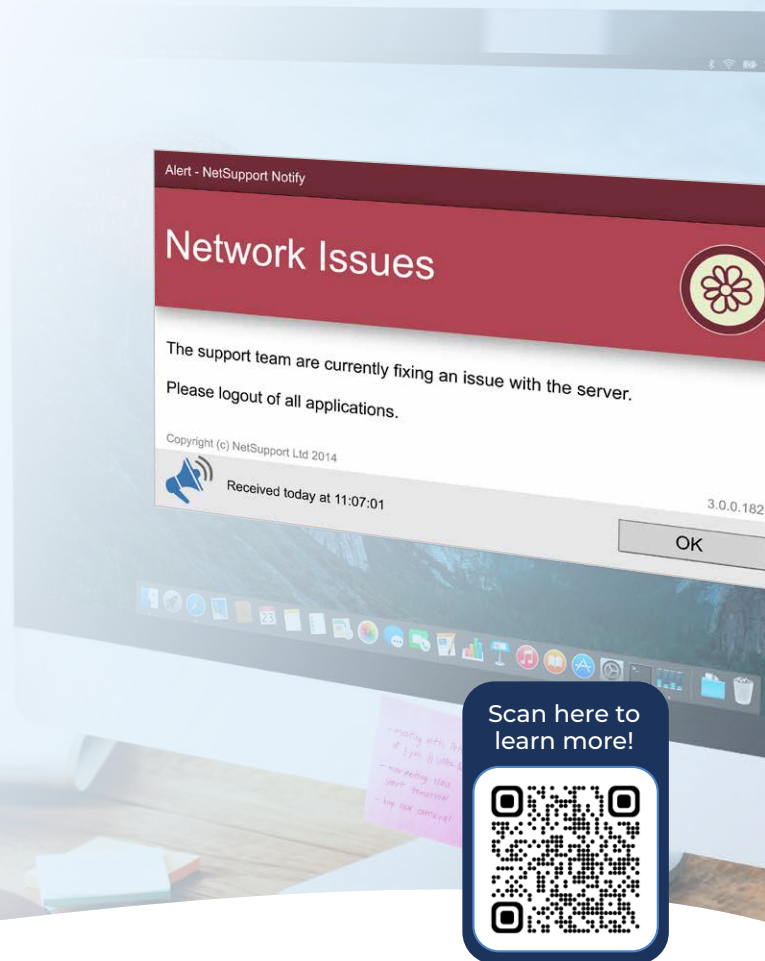 Alert - NetSupport Notify
Network Issues
The support team are currently fixing an issue with the server.
Please logout of all applications.
Copyright (c) NetSupport Ltd 2014
Received today at 11:07:01
3.0.0.182
OK
23
Scan here to
learn more!